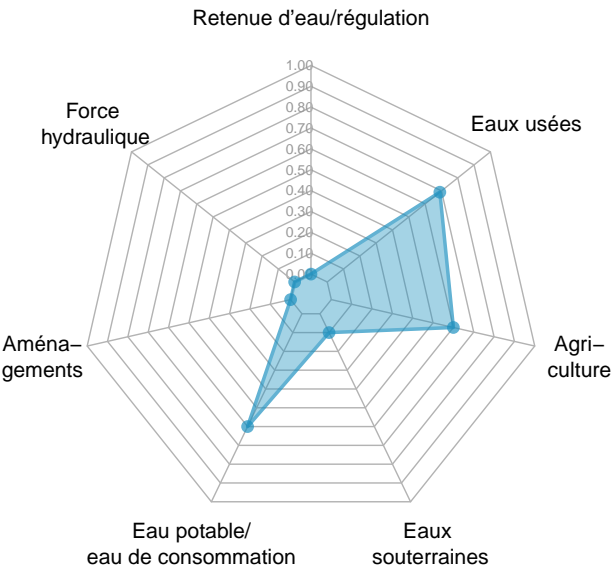 Retenue d'eau/régulation
1.00
0.90
0.80
0.70
0.60
0.50
0.40
0.30
0.20
0.10
0.00
Force
hydraulique
Eaux usées
Aména–
gements
Agri–
culture
Eau potable/
eau de consommation
Eaux
souterraines